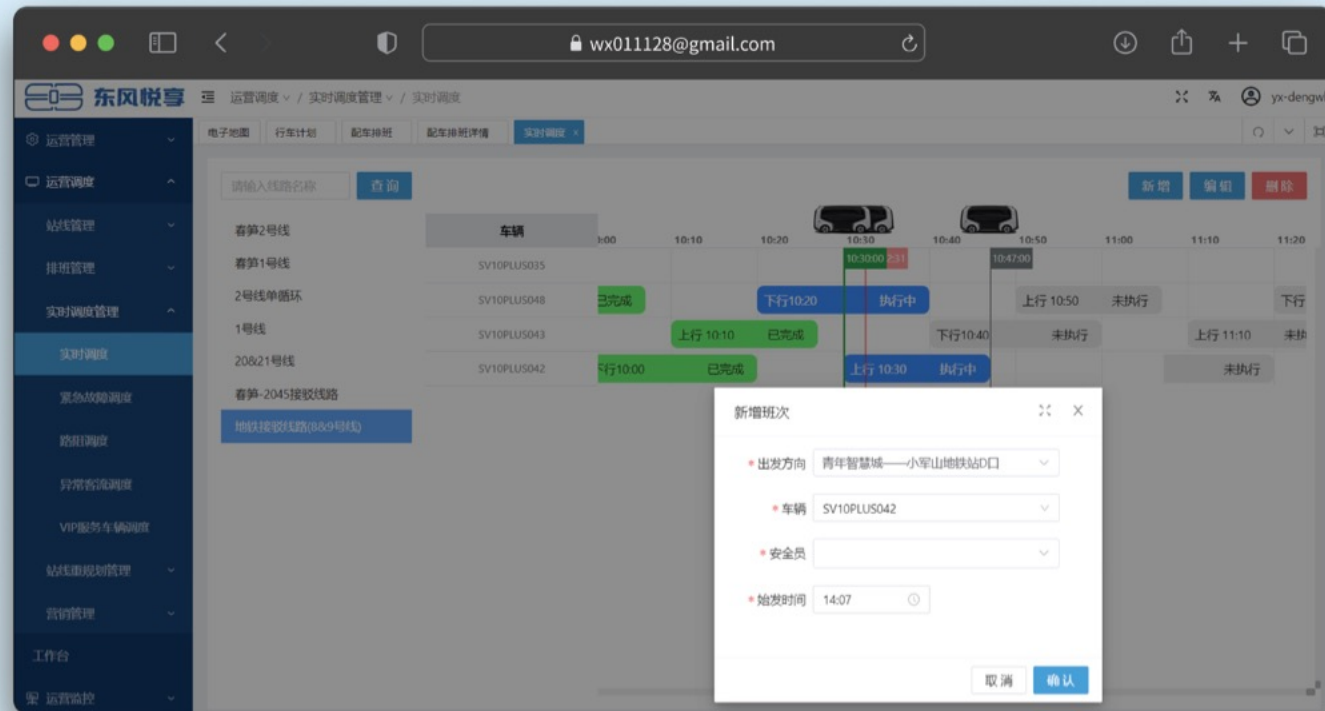 wx011128@gmail.com
东风悦享
运营调度 / 实时调度管理 / 实时调度
yx-dengwl
电子地图 行车计划 配车排班 配车排班详情 实时调度 ×
运营管理
运营调度
站线管理
排班管理
实时调度管理
实时调度
紧急故障调度
路阻调度
异常客流调度
VIP服务车辆调度
站线重规划管理
营销管理
工作台
运营监控
请输入线路名称 查询
新增 编辑 删除
春笋2号线
春笋1号线
2号线单循环
1号线
20&21号线
春笋-2045接驳线路
地铁接驳线路(8&9号线)
车辆 0:00 10:10 10:20 10:30 10:40 10:50 11:00 11:10 11:20
SV10PLUS035 10:30:00 2:31 10:47:00
SV10PLUS048 已完成 下行10:20 执行中 上行 10:50 未执行 下行
SV10PLUS043 上行 10:10 已完成 下行10:40 未执行 上行 11:10 未执
SV10PLUS042 下行10:00 已完成 上行 10:30 执行中 未执行
新增班次
* 出发方向 青年智慧城——小军山地铁站D口
* 车辆 SV10PLUS042
* 安全员
* 始发时间 14:07
取消 确认